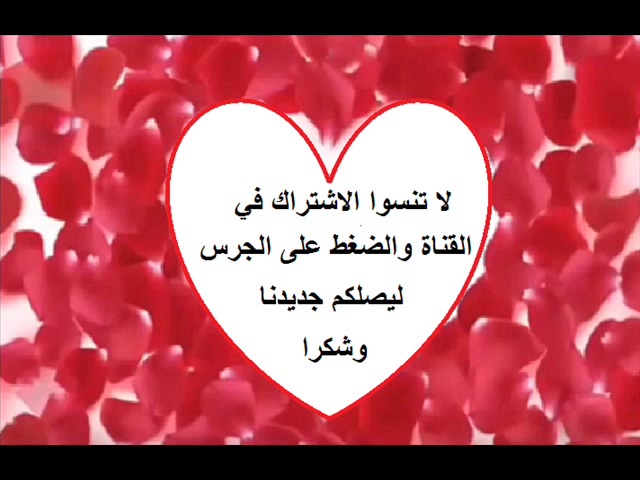 لا تنسوا الاشتراك في
القناة والضغط على الجرس
ليصلكم جديدنا
وشكرا